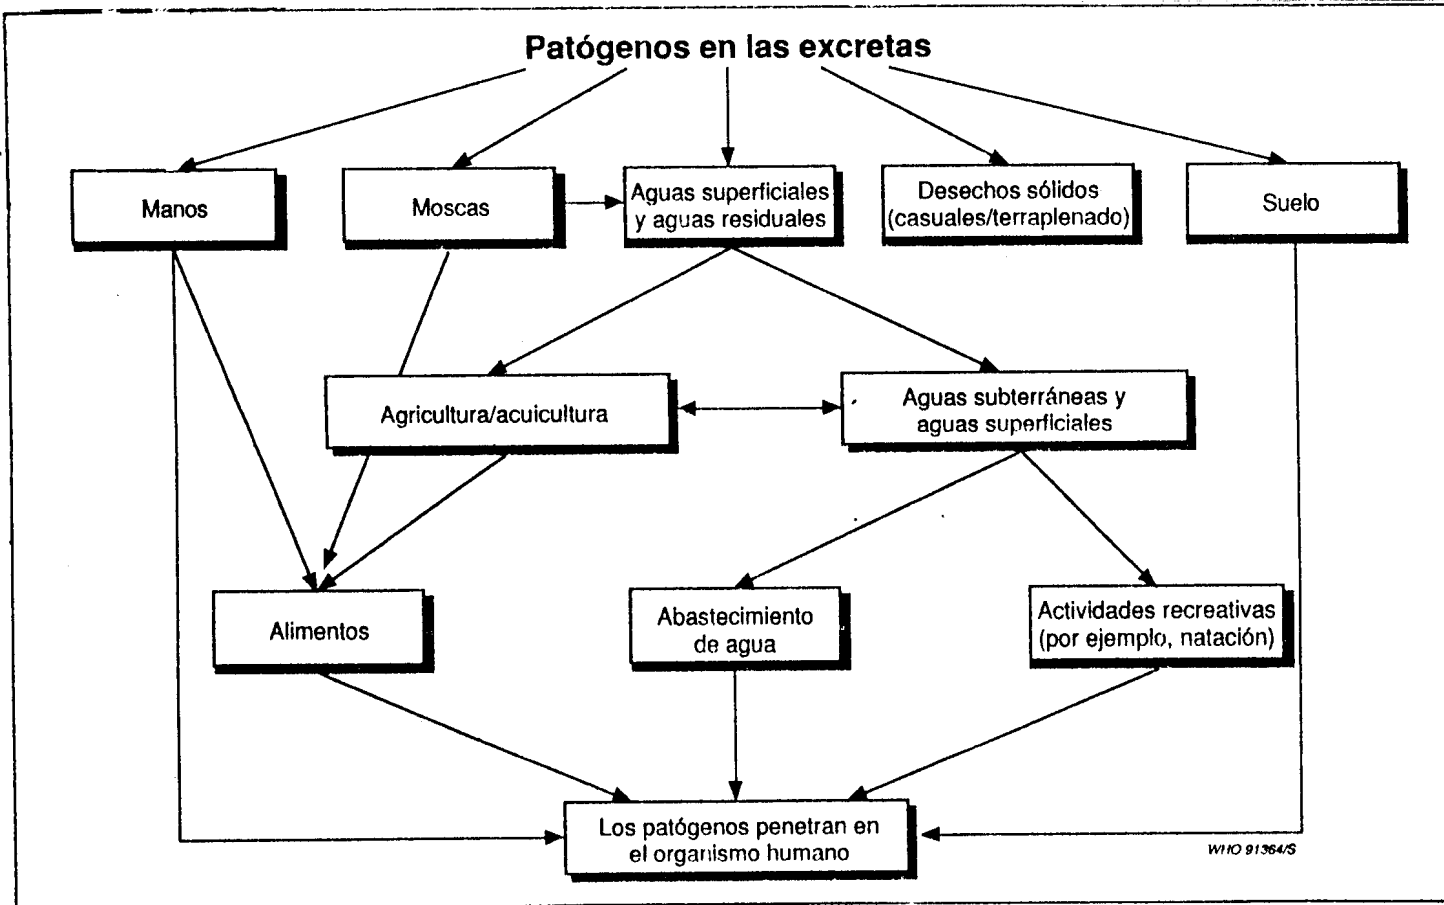 Patógenos en las excretas
Manos
Moscas
Aguas superficiales
y aguas residuales
Desechos sólidos
(casuales/terraplenado)
Suelo
Agricultura/acuicultura
Aguas subterráneas y
aguas superficiales
Alimentos
Abastecimiento
de agua
Actividades recreativas
(por ejemplo, natación)
Los patógenos penetran en
el organismo humano
WHO 91364/S